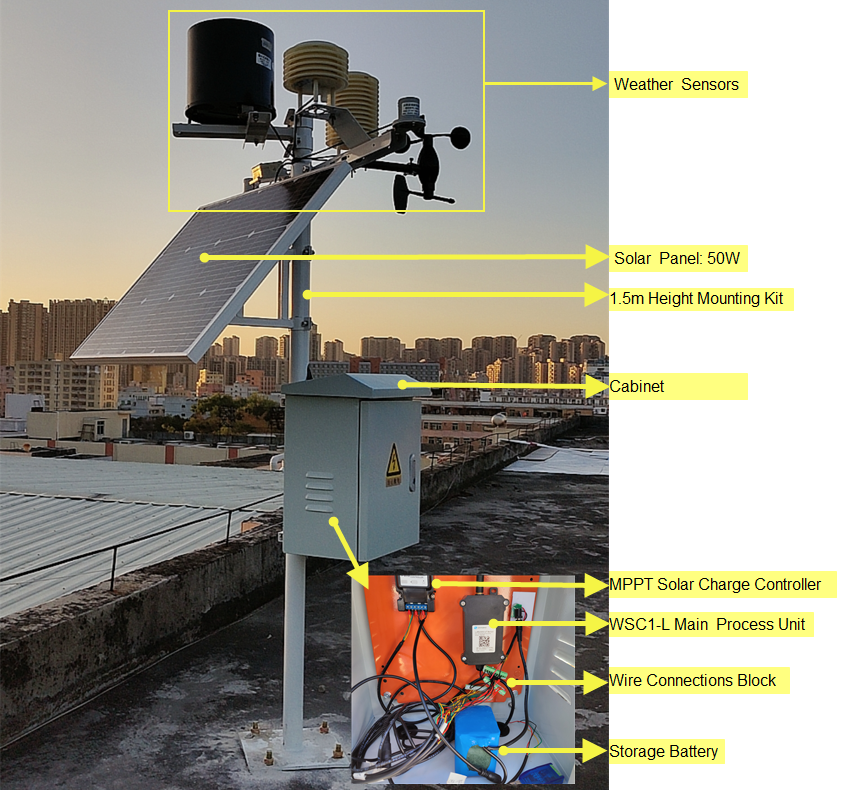 Weather Sensors
Solar Panel: 50W
1.5m Height Mounting Kit
Cabinet
MPPT Solar Charge Controller
WSC1-L Main Process Unit
Wire Connections Block
Storage Battery